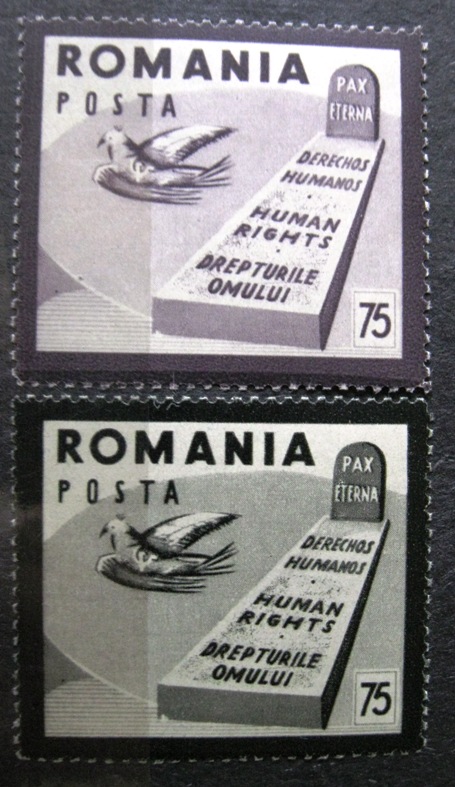 ROMANIA
POSTA
PAX
ETERNA
DERECHOS
HUMANOS
HUMAN
RIGHTS
DREPTURILE
OMULUI
75
ROMANIA
POSTA
PAX
ETERNA
DERECHOS
HUMANOS
HUMAN
RIGHTS
DREPTURILE
OMULUI
75